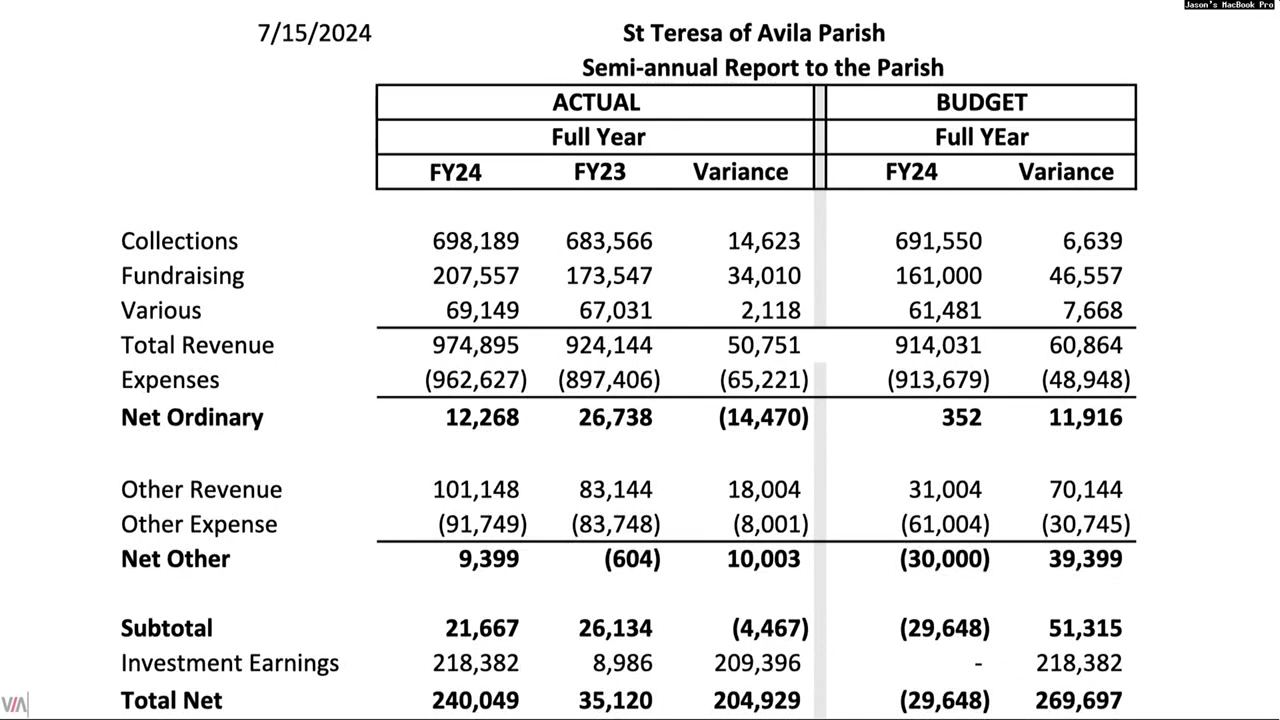 Jason's MacBook Pro
7/15/2024 St Teresa of Avila Parish
Semi-annual Report to the Parish
ACTUAL BUDGET
Full Year Full YEar
FY24 FY23 Variance FY24 Variance
Collections 698,189 683,566 14,623 691,550 6,639
Fundraising 207,557 173,547 34,010 161,000 46,557
Various 69,149 67,031 2,118 61,481 7,668
Total Revenue 974,895 924,144 50,751 914,031 60,864
Expenses (962,627) (897,406) (65,221) (913,679) (48,948)
Net Ordinary 12,268 26,738 (14,470) 352 11,916
Other Revenue 101,148 83,144 18,004 31,004 70,144
Other Expense (91,749) (83,748) (8,001) (61,004) (30,745)
Net Other 9,399 (604) 10,003 (30,000) 39,399
Subtotal 21,667 26,134 (4,467) (29,648) 51,315
Investment Earnings 218,382 8,986 209,396 - 218,382
Total Net 240,049 35,120 204,929 (29,648) 269,697
VIA